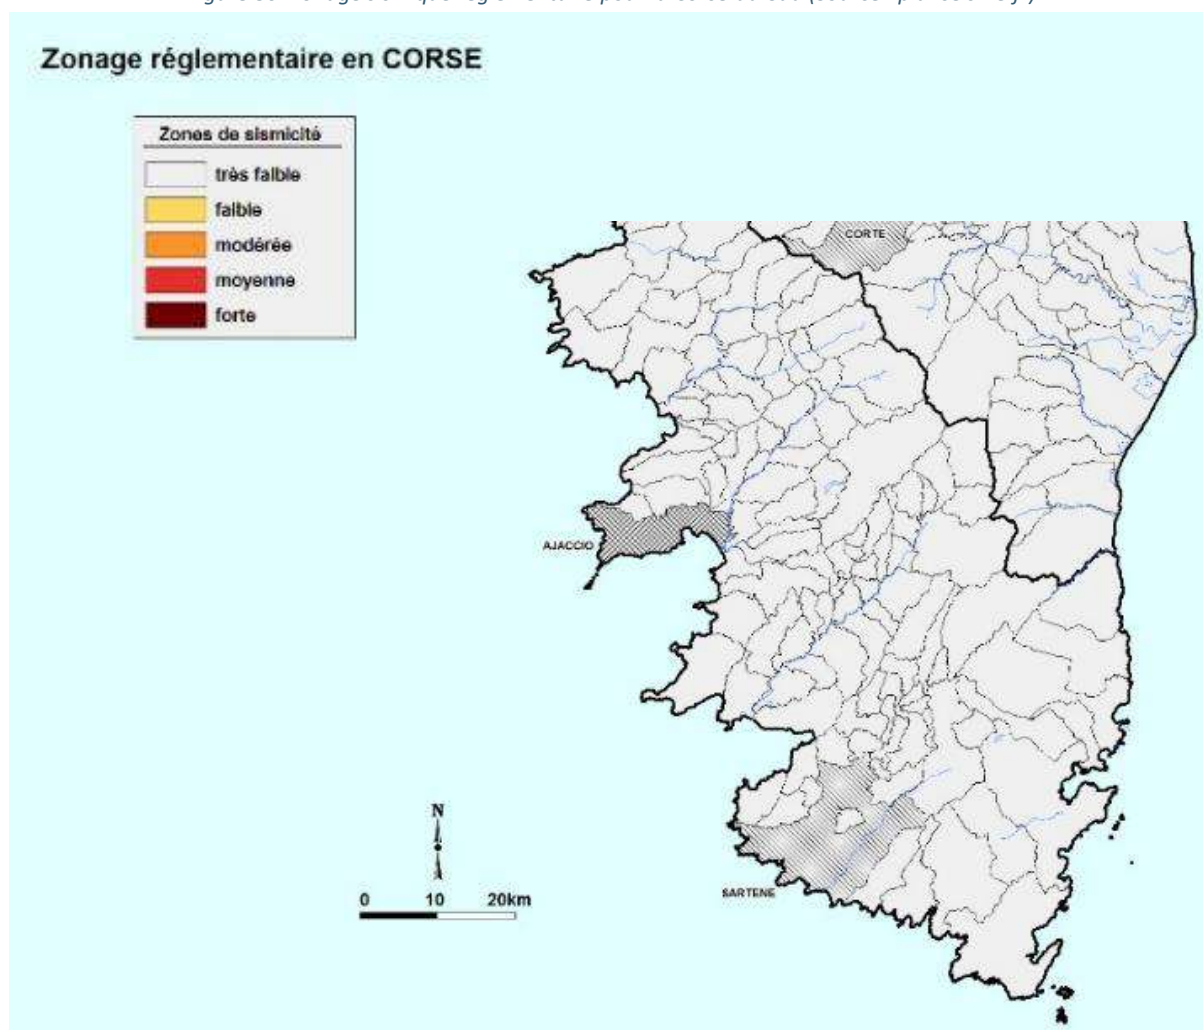 Zonage réglementaire en CORSE
Zones de sismicité
très faible
faible
modérée
moyenne
forte
CORTE
AJACCIO
N
0 10 20km
SARTENE